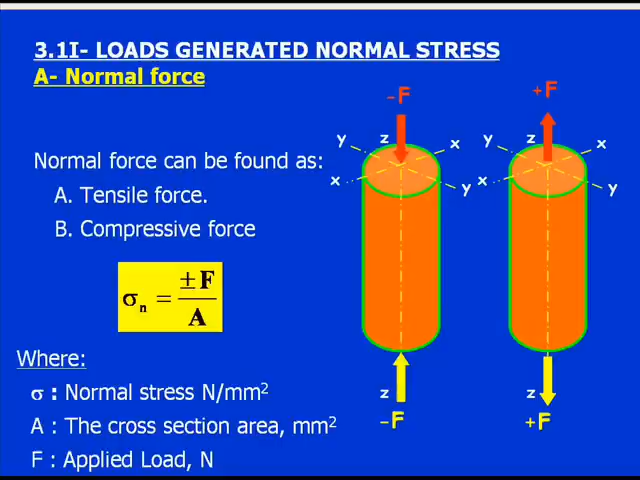 3.1I- LOADS GENERATED NORMAL STRESS
A- Normal force
Normal force can be found as:
A. Tensile force.
B. Compressive force
σn = ±F / A
Where:
σ : Normal stress N/mm²
A : The cross section area, mm²
F : Applied Load, N
–F
y z x
x y
z
–F
+F
y z x
x y
z
+F